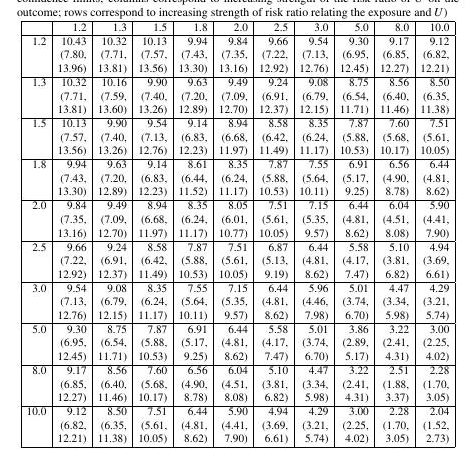 outcome; rows correspond to increasing strength of risk ratio relating the exposure and U)
1.2 1.3 1.5 1.8 2.0 2.5 3.0 5.0 8.0 10.0
1.2 10.43 10.32 10.13 9.94 9.84 9.66 9.54 9.30 9.17 9.12
(7.80, (7.71, (7.57, (7.43, (7.35, (7.22, (7.13, (6.95, (6.85, (6.82,
13.96) 13.81) 13.56) 13.30) 13.16) 12.92) 12.76) 12.45) 12.27) 12.21)
1.3 10.32 10.16 9.90 9.63 9.49 9.24 9.08 8.75 8.56 8.50
(7.71, (7.59, (7.40, (7.20, (7.09, (6.91, (6.79, (6.54, (6.40, (6.35,
13.81) 13.60) 13.26) 12.89) 12.70) 12.37) 12.15) 11.71) 11.46) 11.38)
1.5 10.13 9.90 9.54 9.14 8.94 8.58 8.35 7.87 7.60 7.51
(7.57, (7.40, (7.13, (6.83, (6.68, (6.42, (6.24, (5.88, (5.68, (5.61,
13.56) 13.26) 12.76) 12.23) 11.97) 11.49) 11.17) 10.53) 10.17) 10.05)
1.8 9.94 9.63 9.14 8.61 8.35 7.87 7.55 6.91 6.56 6.44
(7.43, (7.20, (6.83, (6.44, (6.24, (5.88, (5.64, (5.17, (4.90, (4.81,
13.30) 12.89) 12.23) 11.52) 11.17) 10.53) 10.11) 9.25) 8.78) 8.62)
2.0 9.84 9.49 8.94 8.35 8.05 7.51 7.15 6.44 6.04 5.90
(7.35, (7.09, (6.68, (6.24, (6.01, (5.61, (5.35, (4.81, (4.51, (4.41,
13.16) 12.70) 11.97) 11.17) 10.77) 10.05) 9.57) 8.62) 8.08) 7.90)
2.5 9.66 9.24 8.58 7.87 7.51 6.87 6.44 5.58 5.10 4.94
(7.22, (6.91, (6.42, (5.88, (5.61, (5.13, (4.81, (4.17, (3.81, (3.69,
12.92) 12.37) 11.49) 10.53) 10.05) 9.19) 8.62) 7.47) 6.82) 6.61)
3.0 9.54 9.08 8.35 7.55 7.15 6.44 5.96 5.01 4.47 4.29
(7.13, (6.79, (6.24, (5.64, (5.35, (4.81, (4.46, (3.74, (3.34, (3.21,
12.76) 12.15) 11.17) 10.11) 9.57) 8.62) 7.98) 6.70) 5.98) 5.74)
5.0 9.30 8.75 7.87 6.91 6.44 5.58 5.01 3.86 3.22 3.00
(6.95, (6.54, (5.88, (5.17, (4.81, (4.17, (3.74, (2.89, (2.41, (2.25,
12.45) 11.71) 10.53) 9.25) 8.62) 7.47) 6.70) 5.17) 4.31) 4.02)
8.0 9.17 8.56 7.60 6.56 6.04 5.10 4.47 3.22 2.51 2.28
(6.85, (6.40, (5.68, (4.90, (4.51, (3.81, (3.34, (2.41, (1.88, (1.70,
12.27) 11.46) 10.17) 8.78) 8.08) 6.82) 5.98) 4.31) 3.37) 3.05)
10.0 9.12 8.50 7.51 6.44 5.90 4.94 4.29 3.00 2.28 2.04
(6.82, (6.35, (5.61, (4.81, (4.41, (3.69, (3.21, (2.25, (1.70, (1.52,
12.21) 11.38) 10.05) 8.62) 7.90) 6.61) 5.74) 4.02) 3.05) 2.73)